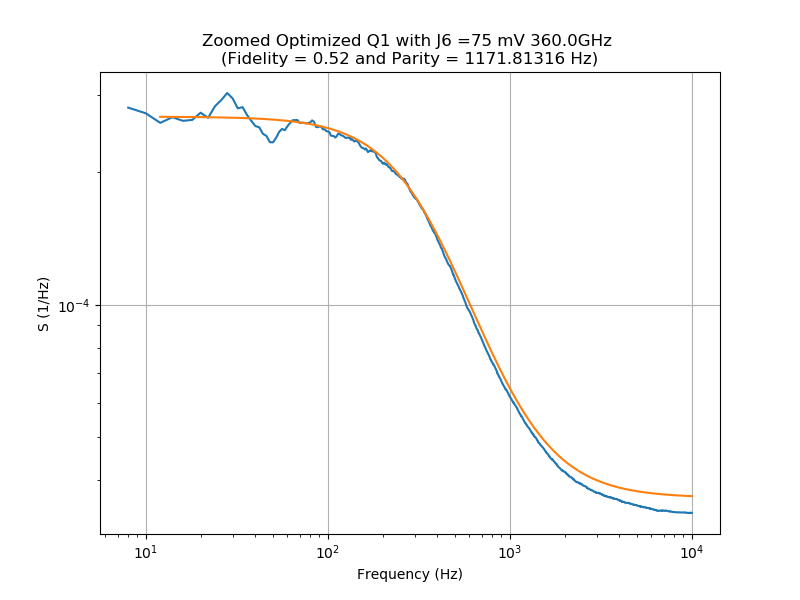 Zoomed Optimized Q1 with J6 =75 mV 360.0GHz
(Fidelity = 0.52 and Parity = 1171.81316 Hz)
S (1/Hz)
10⁻⁴
10¹ 10² 10³ 10⁴
Frequency (Hz)